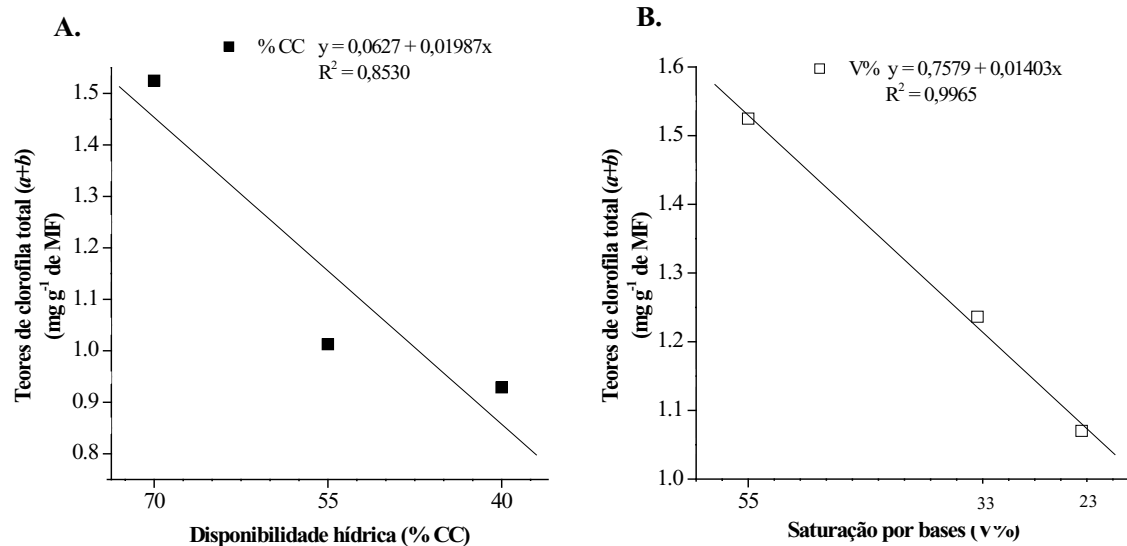 A.
% CC y = 0,0627 + 0,01987x
R² = 0,8530
Teores de clorofila total (a+b)
(mg g⁻¹ de MF)
1.5
1.4
1.3
1.2
1.1
1.0
0.9
0.8
70
55
40
Disponibilidade hídrica (% CC)
B.
V% y = 0,7579 + 0,01403x
R² = 0,9965
Teores de clorofila total (a+b)
(mg g⁻¹ de MF)
1.6
1.5
1.4
1.3
1.2
1.1
1.0
55
33
23
Saturação por bases (V%)